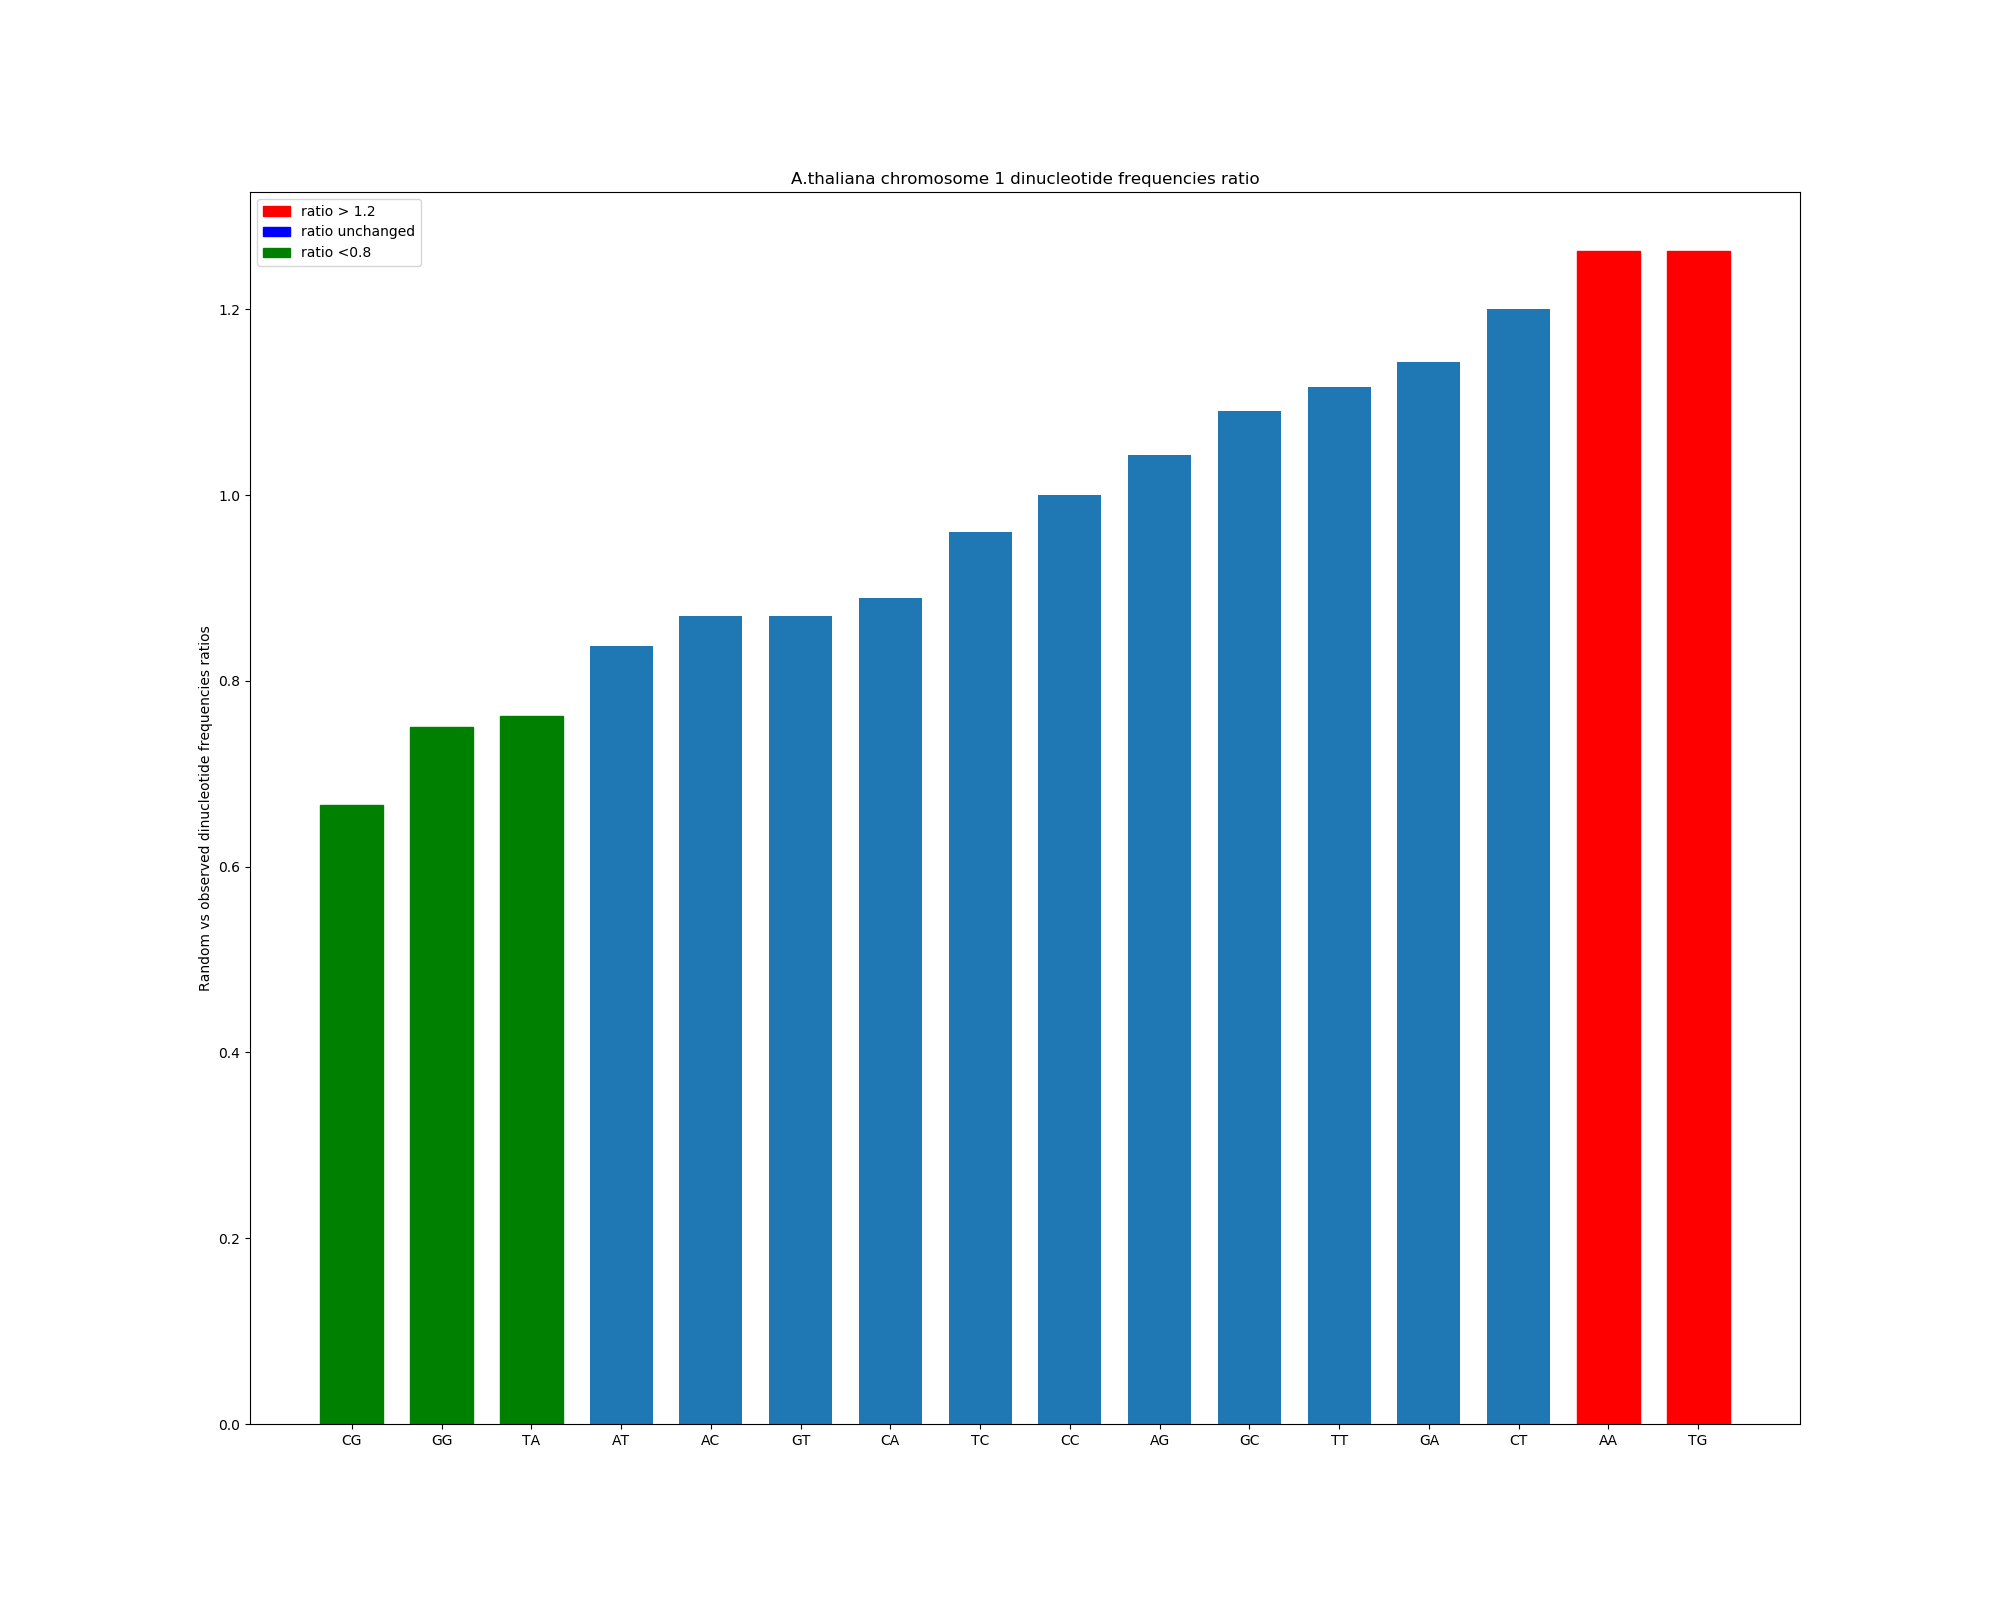 A.thaliana chromosome 1 dinucleotide frequencies ratio
ratio > 1.2
ratio unchanged
ratio <0.8
Random vs observed dinucleotide frequencies ratios
1.2
1.0
0.8
0.6
0.4
0.2
0.0
CG GG TA AT AC GT CA TC CC AG GC TT GA CT AA TG